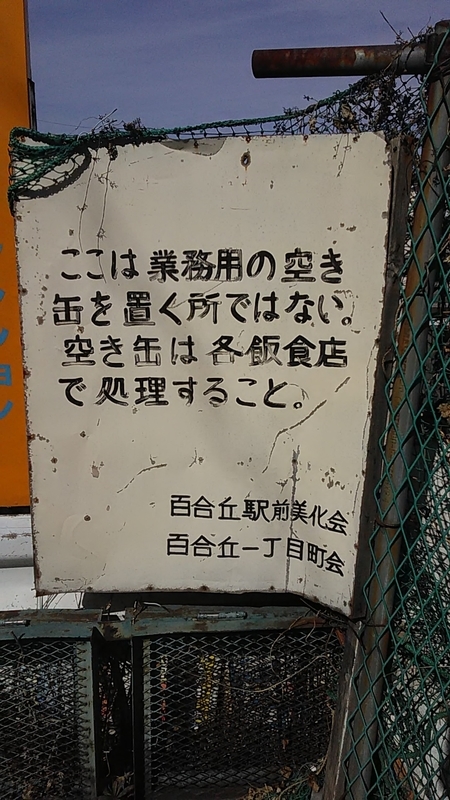 ここは業務用の空き
缶を置く所ではない。
空き缶は各飯食店
で処理すること。
百合丘駅前美化会
百合丘一丁目町会